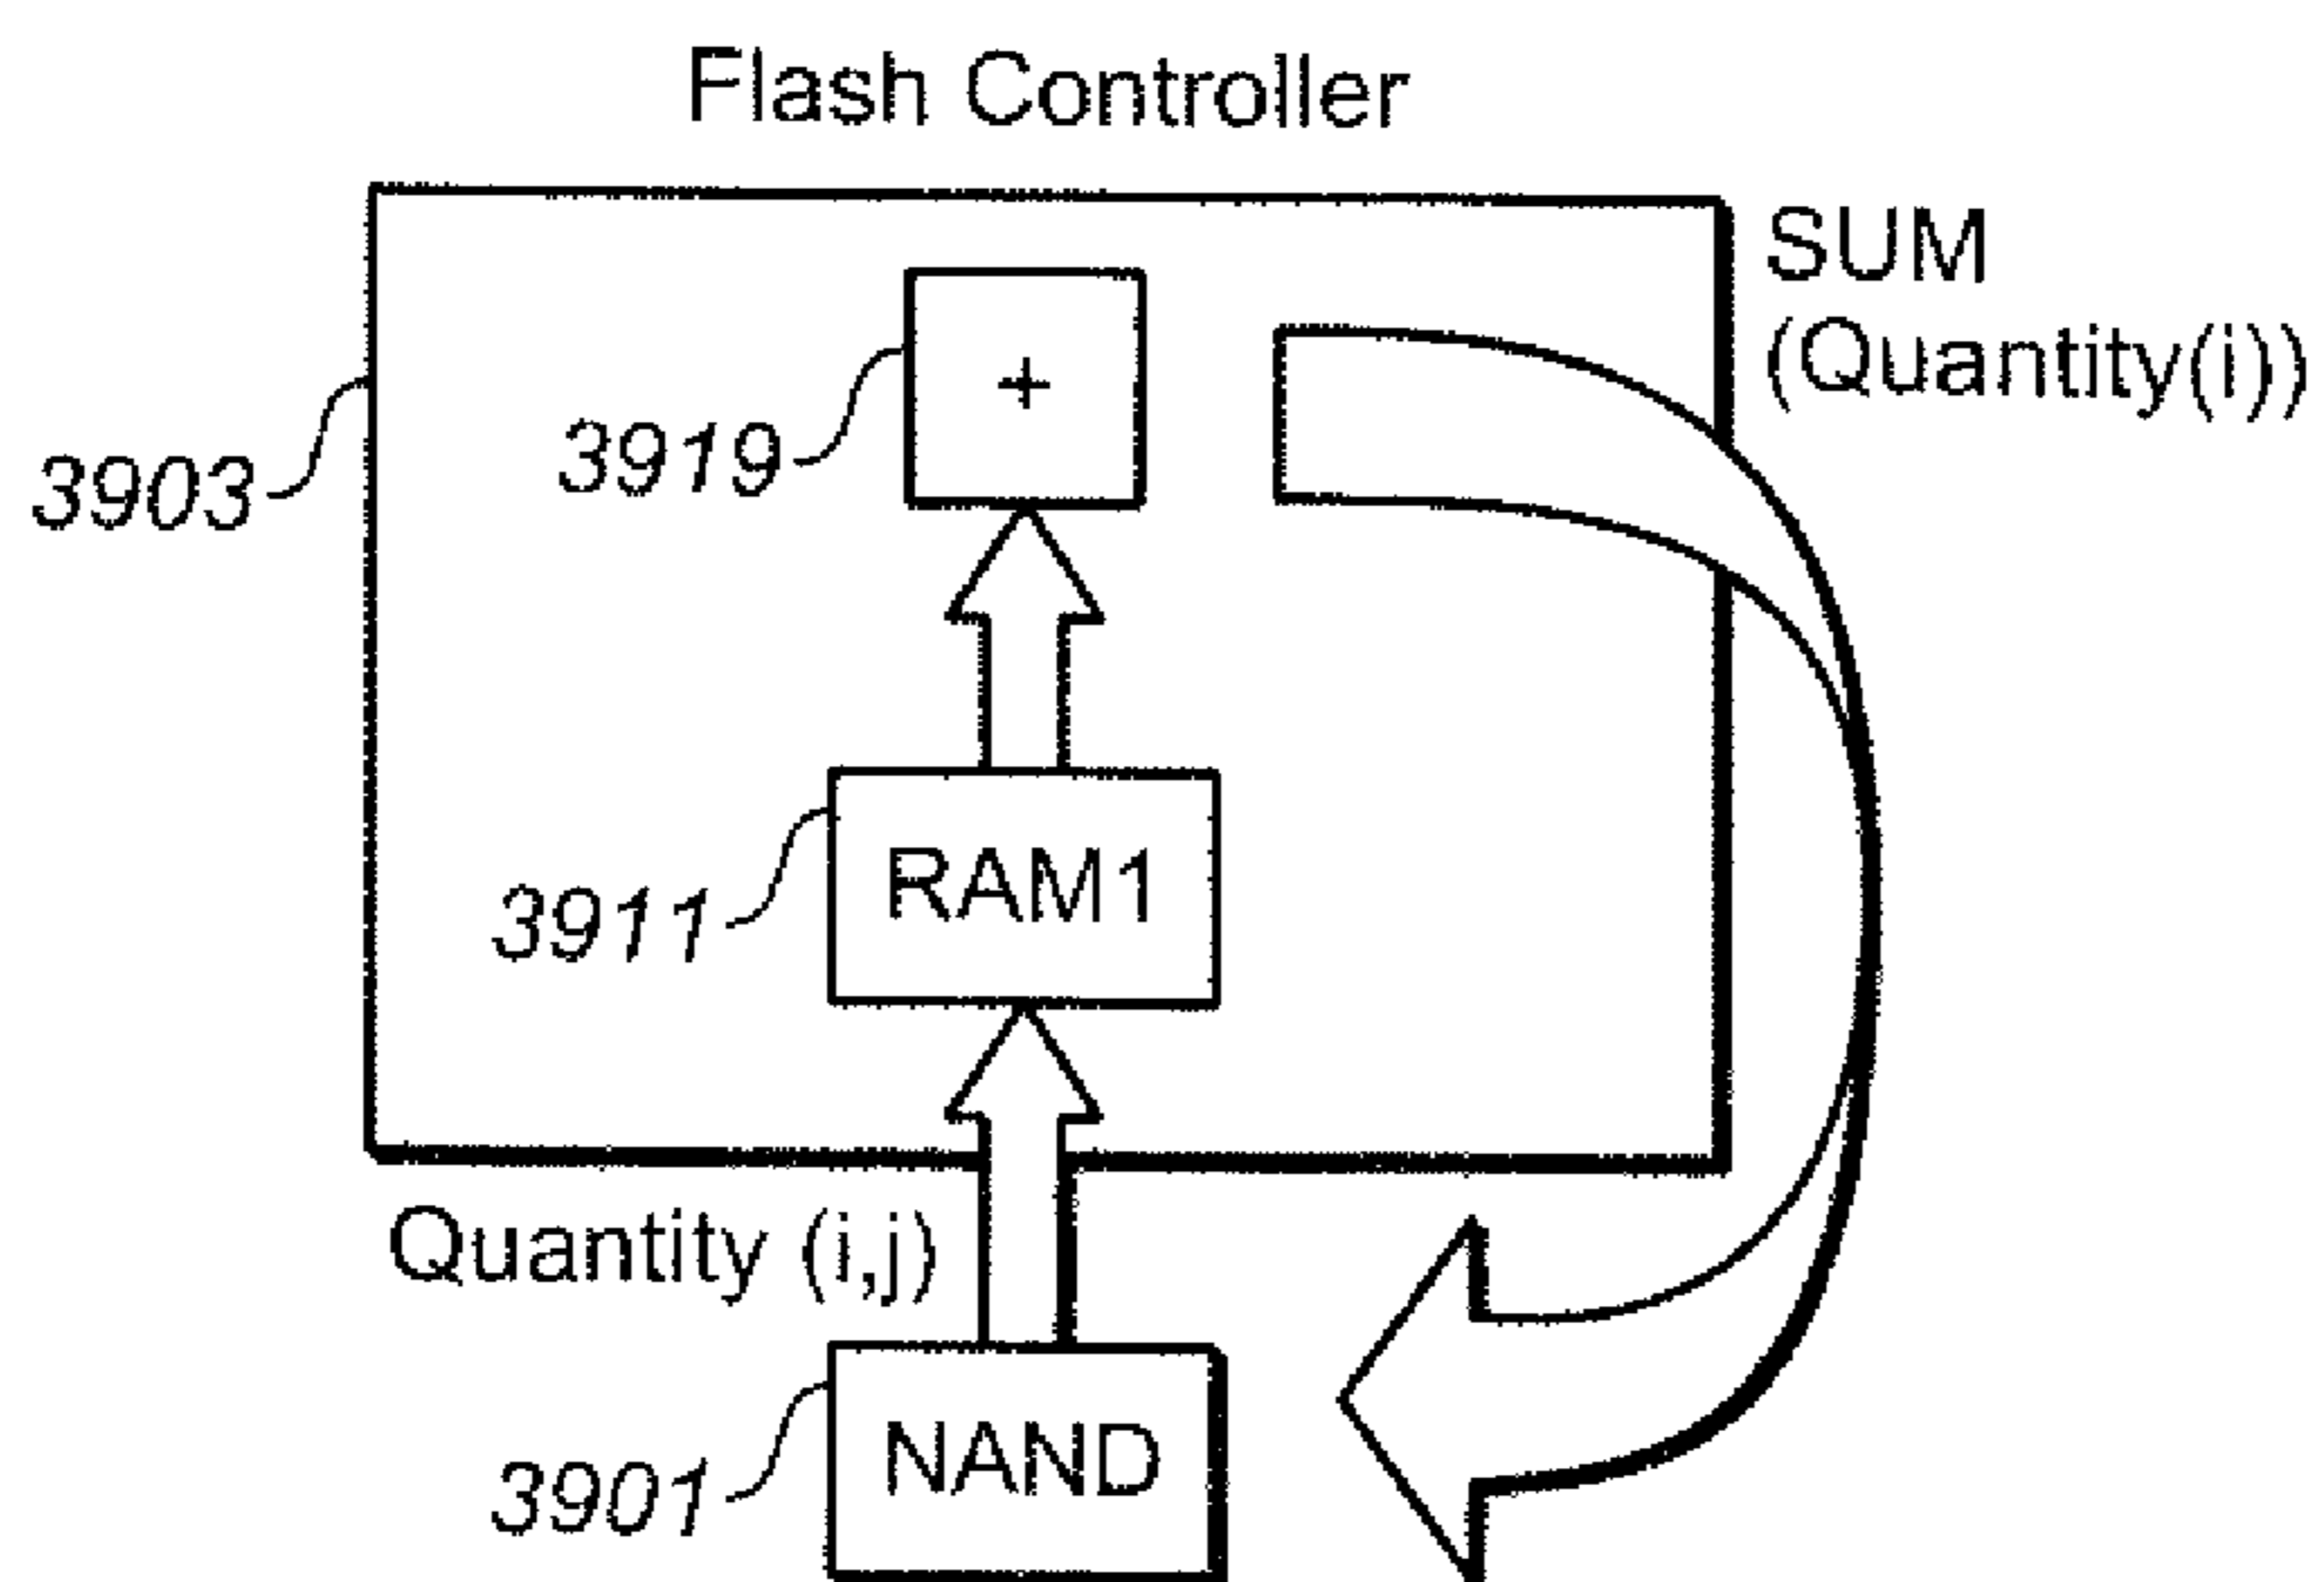 Flash Controller
SUM
(Quantity(i))
+
3919
3903
RAM1
3911
Quantity (i,j)
NAND
3901